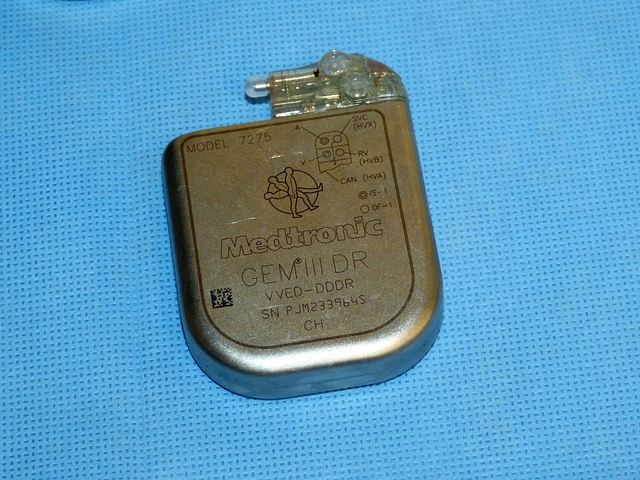 MODEL 7275
A
SVC
(HVX)
V
RV
(HVB)
CAN (HVA)
IS-1
DF-1
Medtronic
GEM® III DR
VVED-DDDR
SN PJM233964S
CH